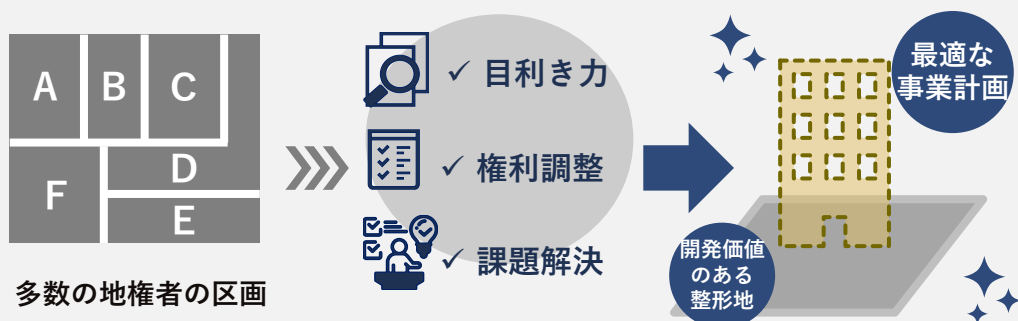 A B C
D
E
F
多数の地権者の区画
✓ 目利き力
✓ 権利調整
✓ 課題解決
最適な
事業計画
開発価値
のある
整形地